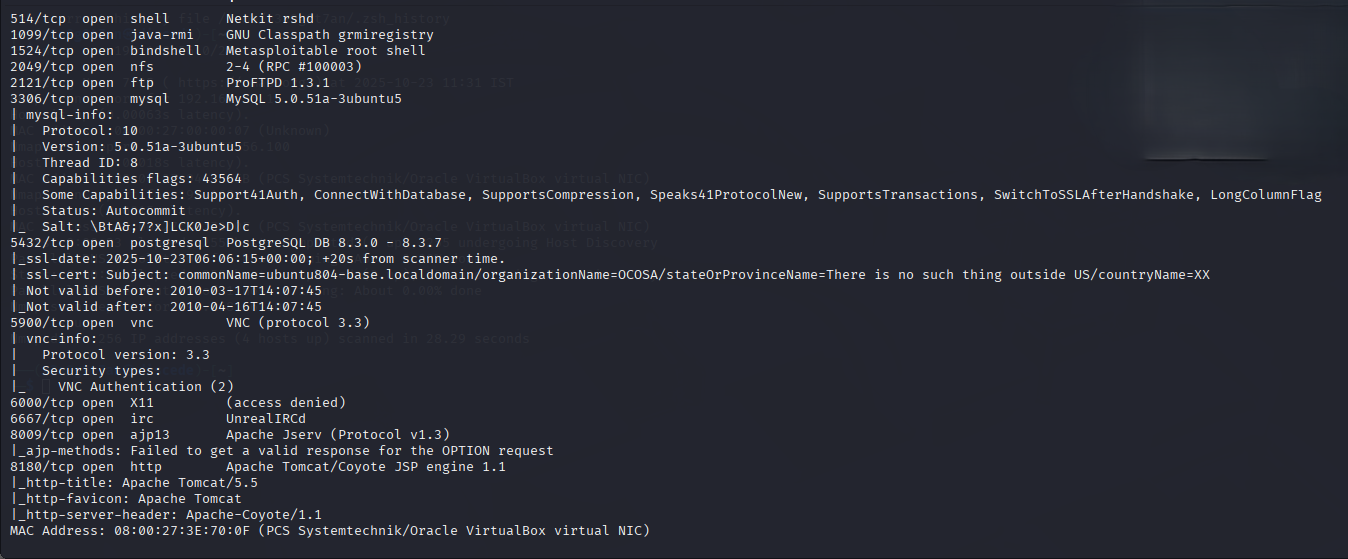 514/tcp  open  shell       Netkit rshd
1099/tcp open  java-rmi    GNU Classpath grmiregistry
1524/tcp open  bindshell   Metasploitable root shell
2049/tcp open  nfs         2-4 (RPC #100003)
2121/tcp open  ftp         ProFTPD 1.3.1
3306/tcp open  mysql       MySQL 5.0.51a-3ubuntu5
| mysql-info:
|   Protocol: 10
|   Version: 5.0.51a-3ubuntu5
|   Thread ID: 8
|   Capabilities flags: 43564
|   Some Capabilities: Support41Auth, ConnectWithDatabase, SupportsCompression, Speaks41ProtocolNew, SupportsTransactions, SwitchToSSLAfterHandshake, LongColumnFlag
|   Status: Autocommit
|_  Salt: \BtA&;7?x]LCK0Je>D|c
5432/tcp open  postgresql  PostgreSQL DB 8.3.0 - 8.3.7
|_ssl-date: 2025-10-23T06:06:15+00:00; +20s from scanner time.
| ssl-cert: Subject: commonName=ubuntu804-base.localdomain/organizationName=OCOSA/stateOrProvinceName=There is no such thing outside US/countryName=XX
| Not valid before: 2010-03-17T14:07:45
|_Not valid after:  2010-04-16T14:07:45
5900/tcp open  vnc         VNC (protocol 3.3)
| vnc-info:
|   Protocol version: 3.3
|   Security types:
|_    VNC Authentication (2)
6000/tcp open  X11         (access denied)
6667/tcp open  irc         UnrealIRCd
8009/tcp open  ajp13       Apache Jserv (Protocol v1.3)
|_ajp-methods: Failed to get a valid response for the OPTION request
8180/tcp open  http        Apache Tomcat/Coyote JSP engine 1.1
|_http-title: Apache Tomcat/5.5
|_http-favicon: Apache Tomcat
|_http-server-header: Apache-Coyote/1.1
MAC Address: 08:00:27:3E:70:0F (PCS Systemtechnik/Oracle VirtualBox virtual NIC)